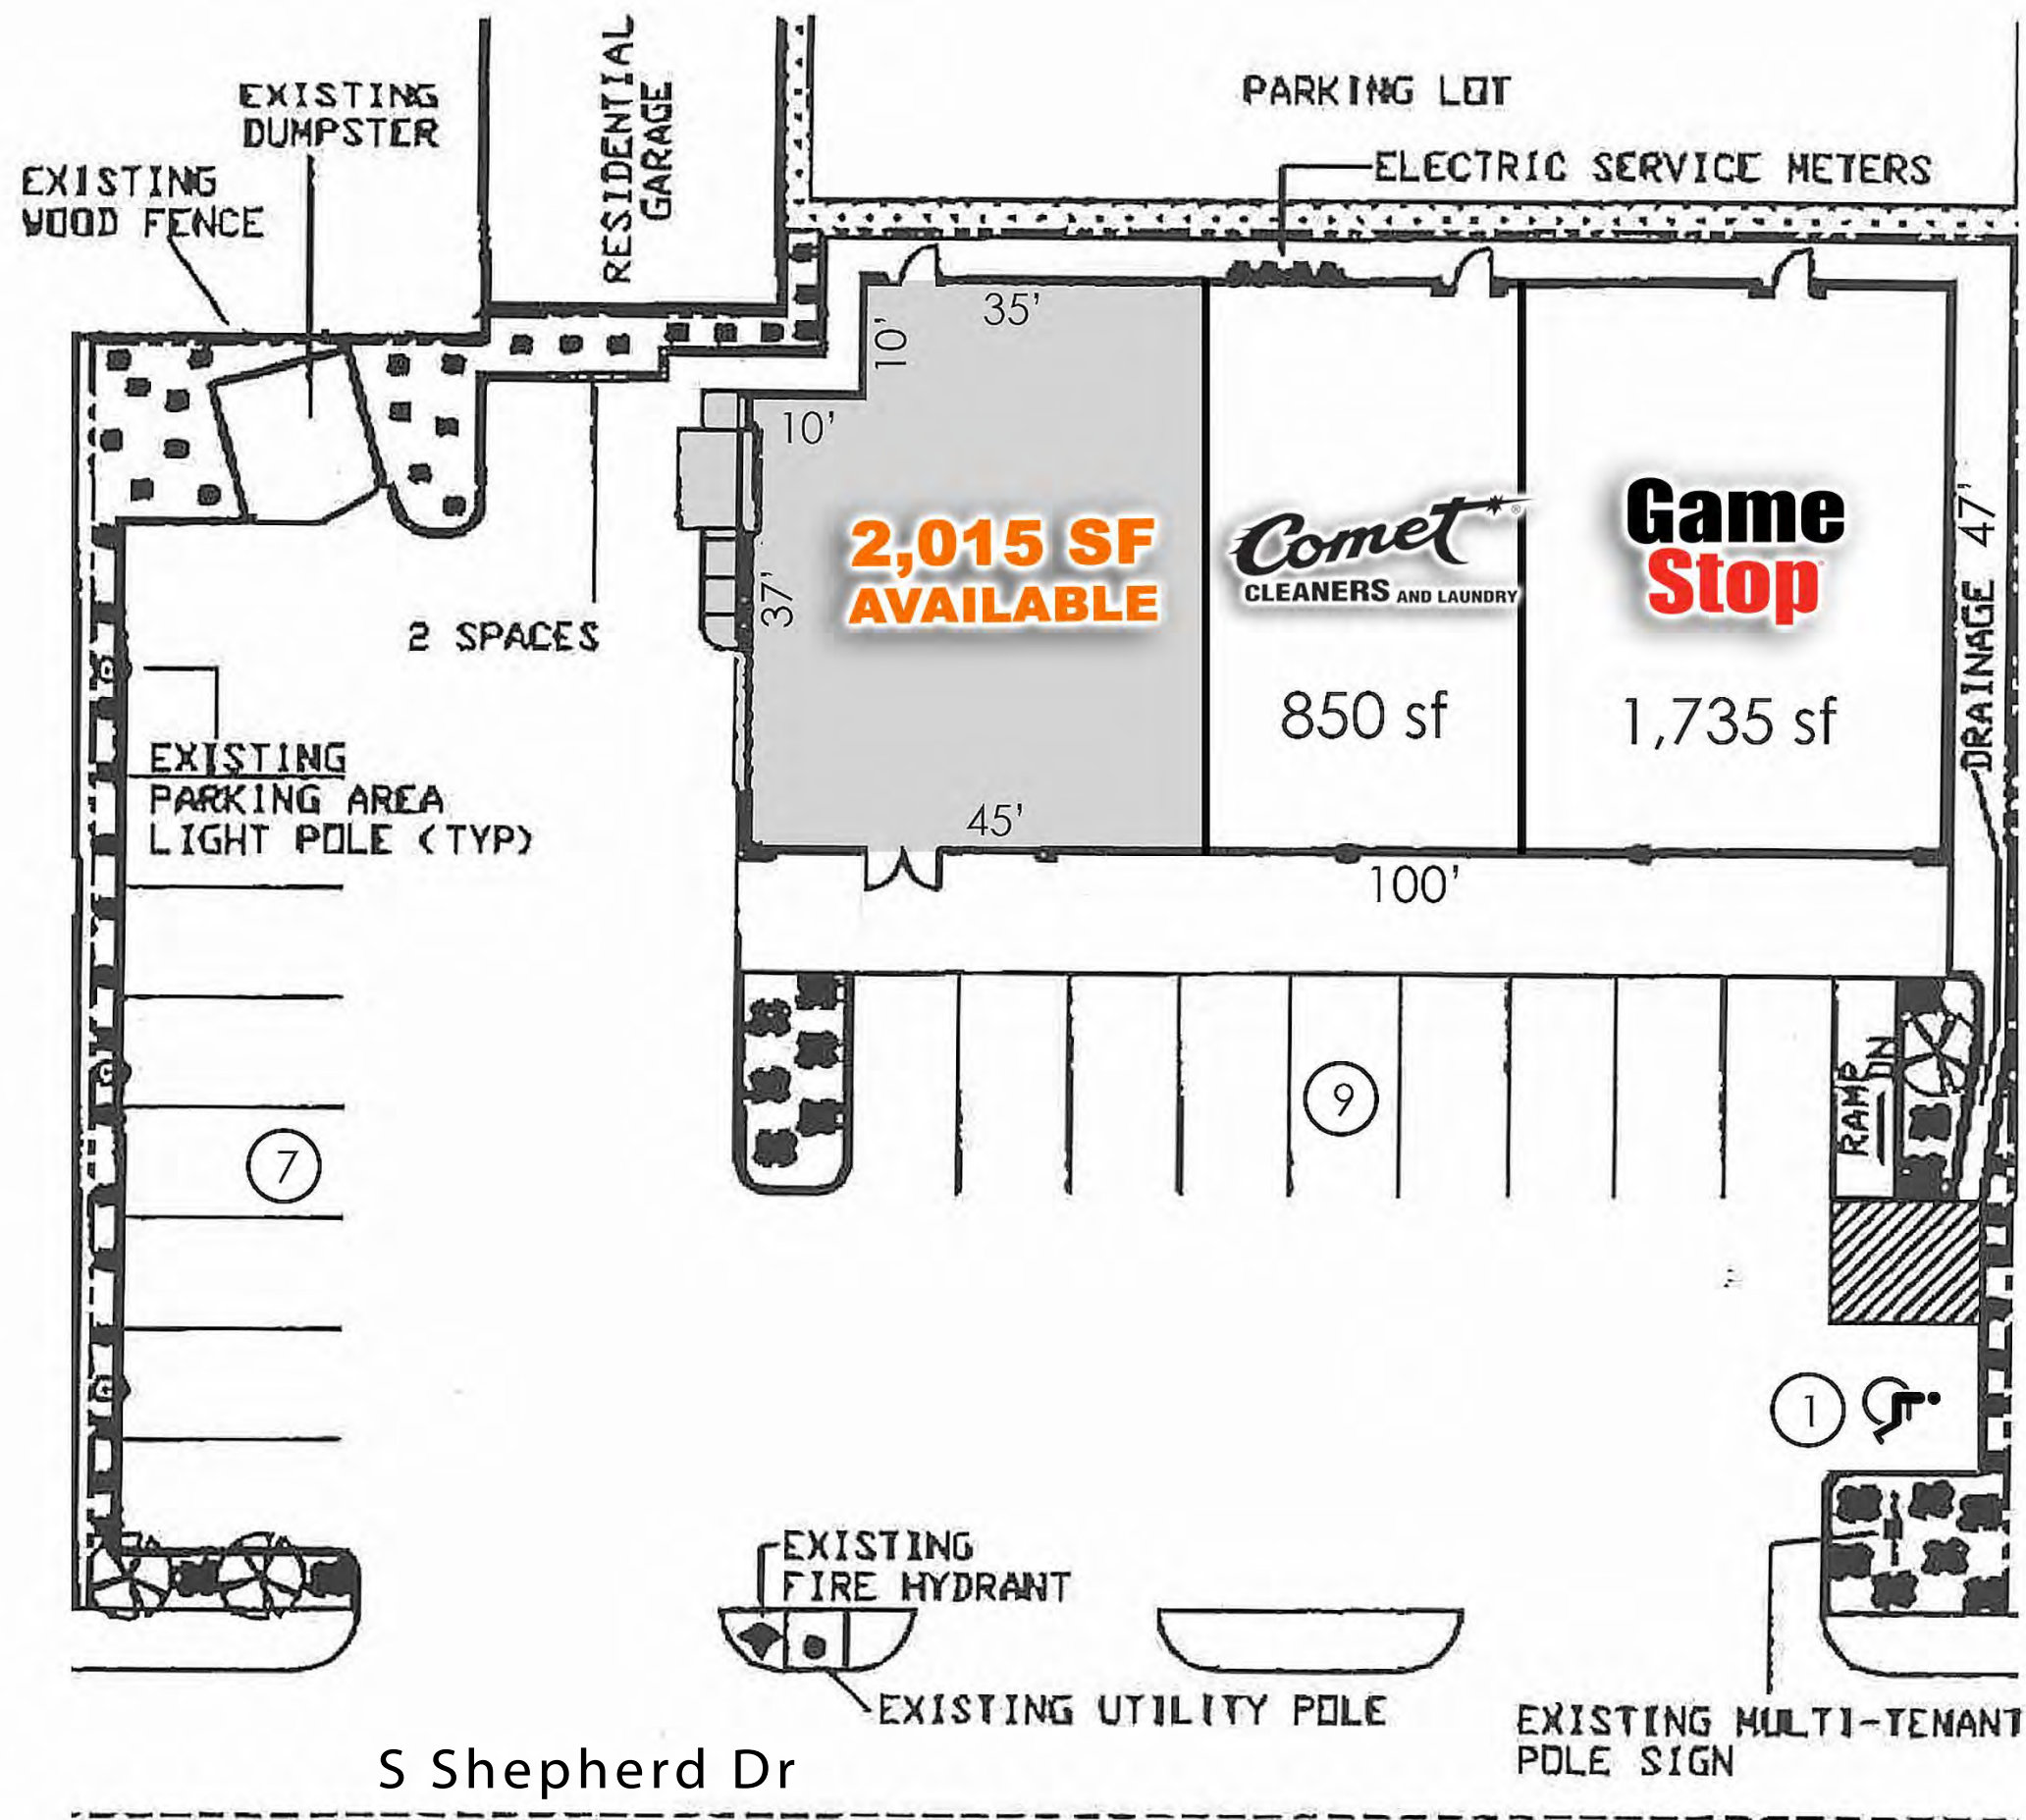 EXISTING
DUMPSTER
EXISTING
WOOD FENCE
RESIDENTIAL
GARAGE
PARKING LOT
ELECTRIC SERVICE METERS
35'
10'
10'
37'
2,015 SF
AVAILABLE
45'
Comet®
CLEANERS AND LAUNDRY
850 sf
Game
Stop
1,735 sf
47'
DRAINAGE
100'
2 SPACES
EXISTING
PARKING AREA
LIGHT POLE (TYP)
7
9
RAMP
DN
1
EXISTING
FIRE HYDRANT
EXISTING UTILITY POLE
EXISTING MULTI-TENANT
POLE SIGN
S Shepherd Dr